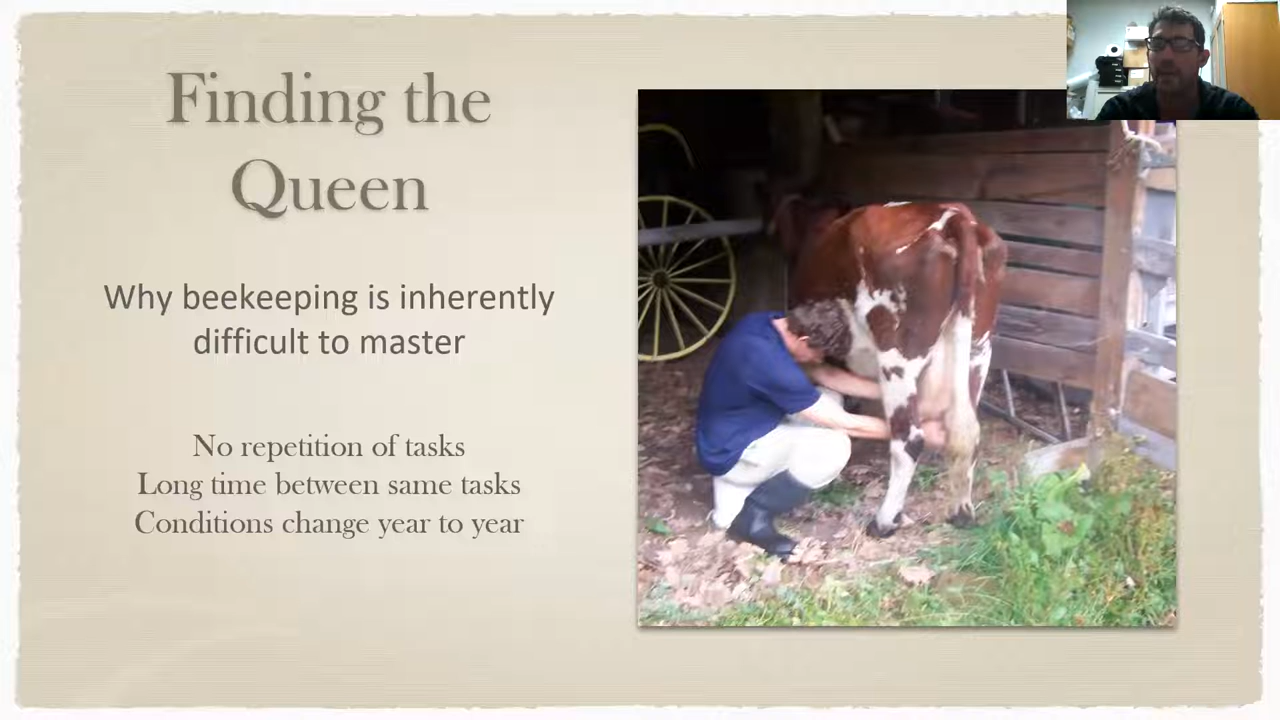 Finding the
Queen
Why beekeeping is inherently
difficult to master
No repetition of tasks
Long time between same tasks
Conditions change year to year